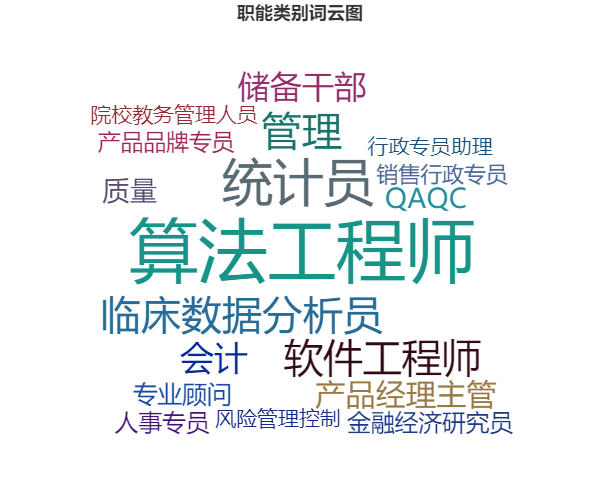 职能类别词云图
储备干部
院校教务管理人员
管理
产品品牌专员
行政专员助理
统计员
销售行政专员
质量
QAQC
算法工程师
临床数据分析员
会计
软件工程师
专业顾问
产品经理主管
人事专员
风险管理控制
金融经济研究员